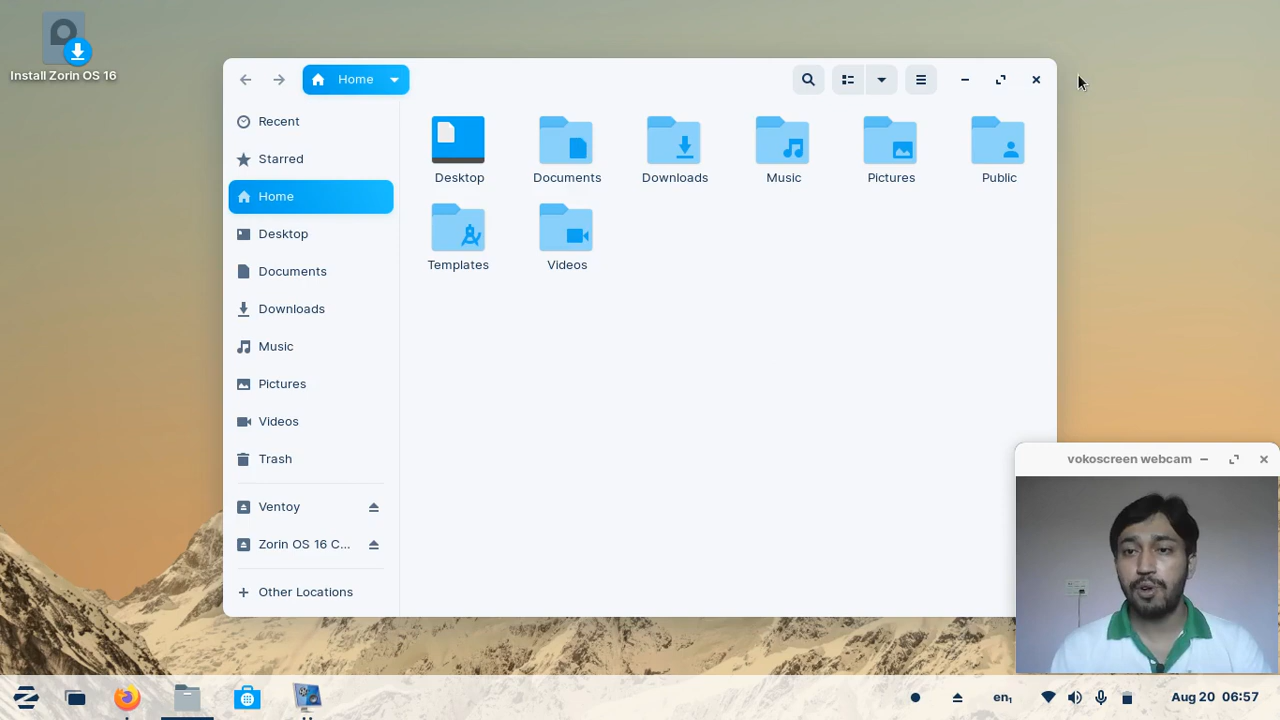 Install Zorin OS 16
Home
Recent
Starred
Home
Desktop
Documents
Downloads
Music
Pictures
Videos
Trash
Ventoy
Zorin OS 16 C...
Other Locations
Desktop
Documents
Downloads
Music
Pictures
Public
Templates
Videos
vokoscreen webcam
en₁
Aug 20 06:57